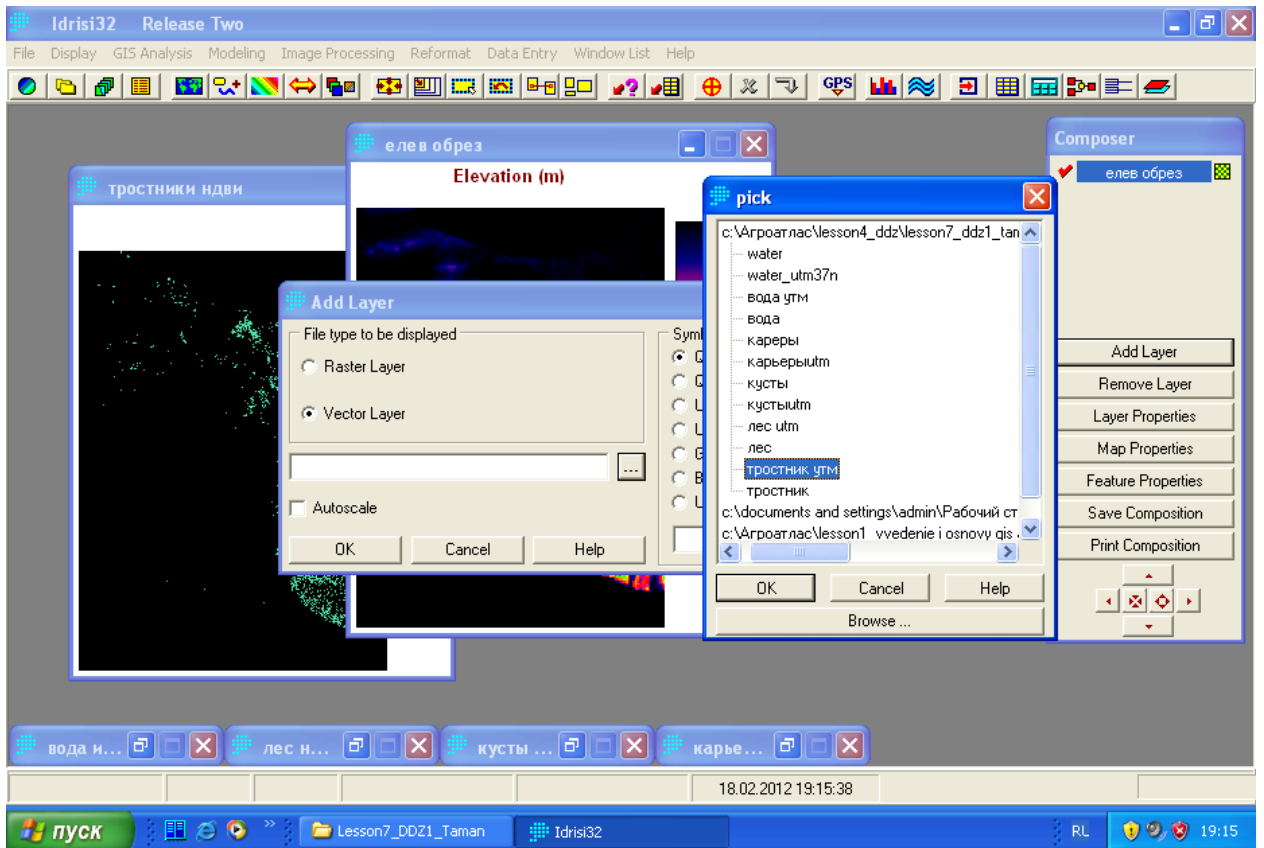 Idrisi32 Release Two
File Display GIS Analysis Modeling Image Processing Reformat Data Entry Window List Help
GPS
елев обрез
Elevation (m)
тростники ндви
Add Layer
File type to be displayed
Raster Layer
Vector Layer
...
Autoscale
OK Cancel Help
pick
c:\Агроатлас\lesson4_ddz\lesson7_ddz1_tan
water
water_utm37n
вода утм
вода
кареры
карьерыutm
кусты
кустыutm
лес utm
лес
тростник утм
тростник
c:\documents and settings\admin\Рабочий ст
c:\Агроатлас\lesson1_vvedenie i osnovy gis
OK Cancel Help
Browse ...
Composer
елев обрез
Add Layer
Remove Layer
Layer Properties
Map Properties
Feature Properties
Save Composition
Print Composition
вода и... лес н... кусты ... карье...
18.02.2012 19:15:38
пуск » Lesson7_DDZ1_Taman Idrisi32 RL 19:15